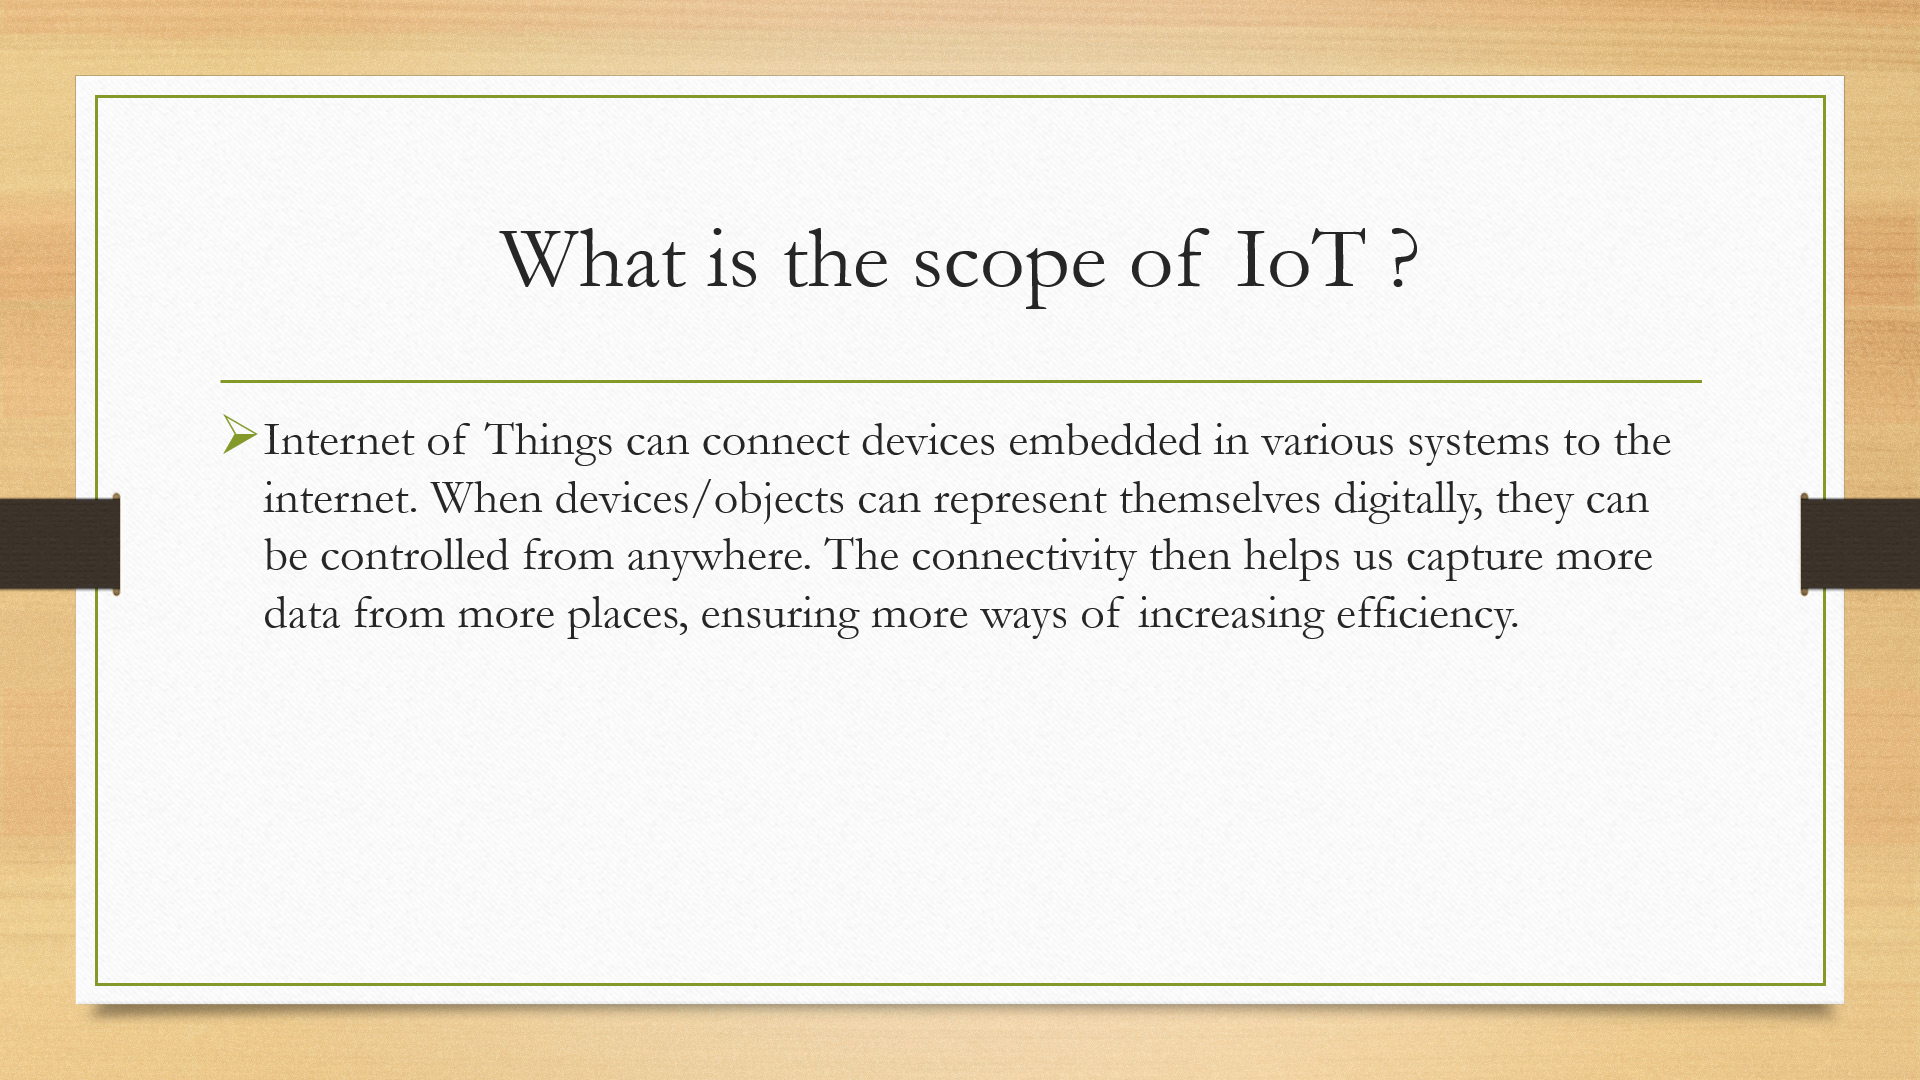 What is the scope of IoT ?
Internet of Things can connect devices embedded in various systems to the
internet. When devices/objects can represent themselves digitally, they can
be controlled from anywhere. The connectivity then helps us capture more
data from more places, ensuring more ways of increasing efficiency.